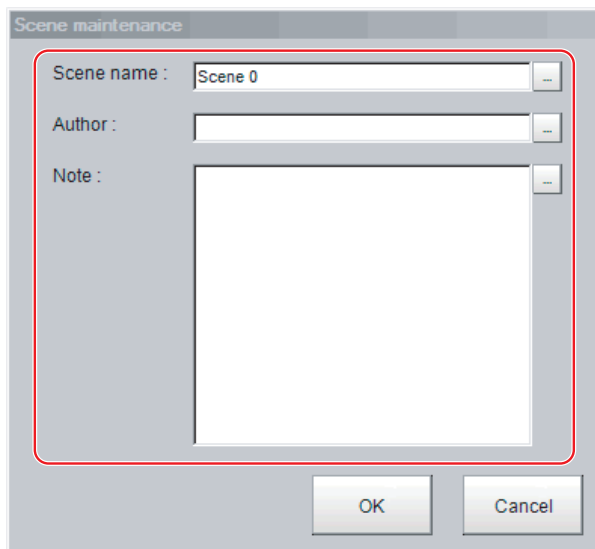 Scene maintenance
Scene name : Scene 0 ...
Author : ...
Note : ...
OK Cancel